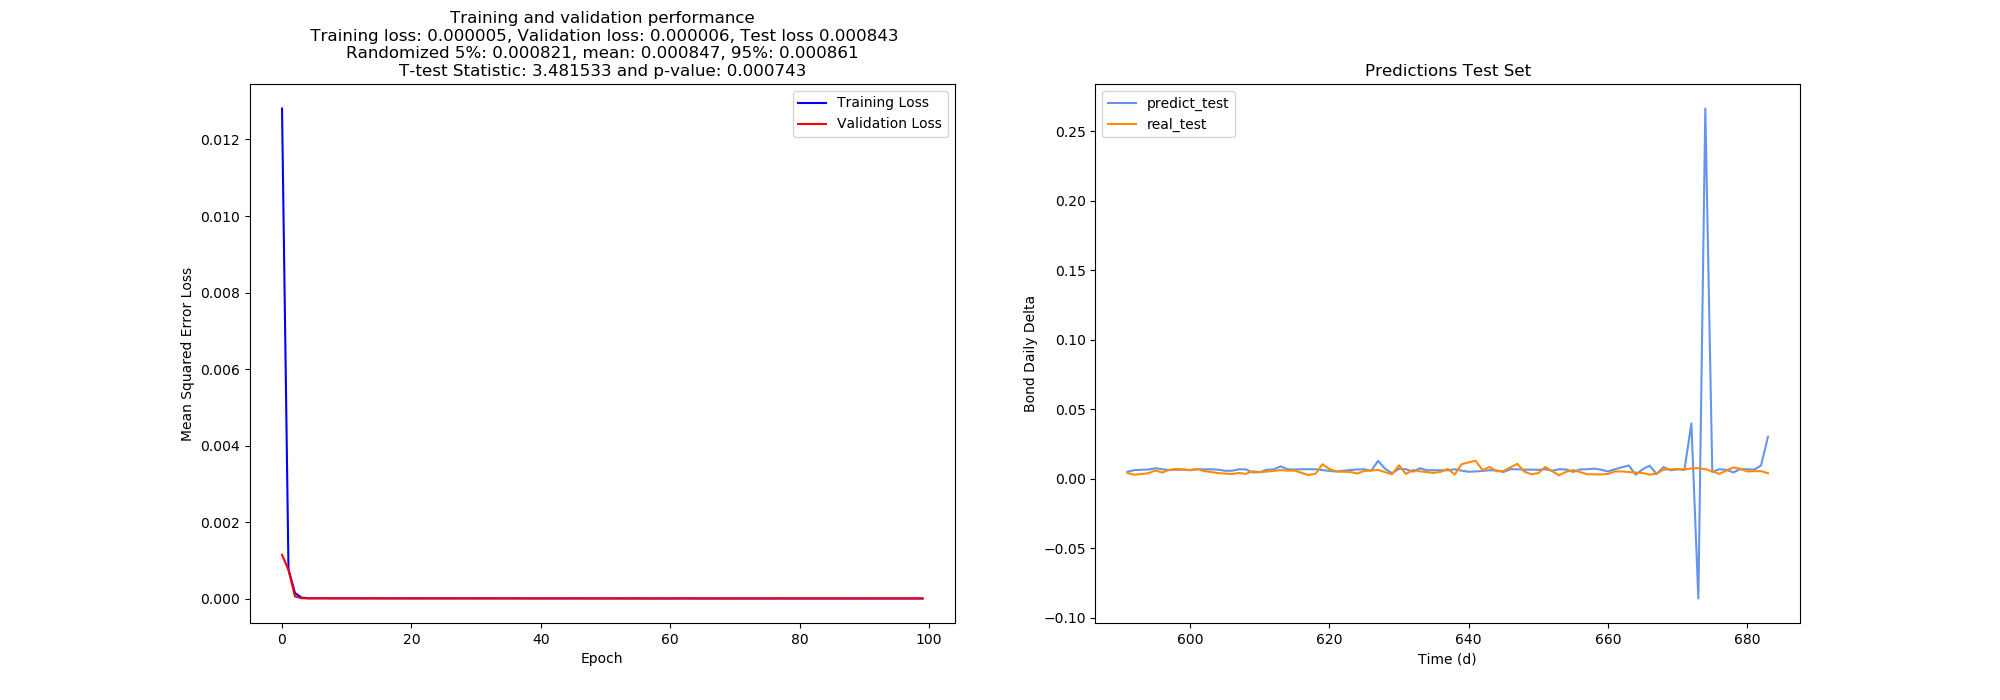 Training and validation performance
Training loss: 0.000005, Validation loss: 0.000006, Test loss 0.000843
Randomized 5%: 0.000821, mean: 0.000847, 95%: 0.000861
T-test Statistic: 3.481533 and p-value: 0.000743
Training Loss
Validation Loss
0.012
0.010
0.008
0.006
0.004
0.002
0.000
Mean Squared Error Loss
0
20
40
60
80
100
Epoch
Predictions Test Set
predict_test
real_test
0.25
0.20
0.15
0.10
0.05
0.00
−0.05
−0.10
Bond Daily Delta
600
620
640
660
680
Time (d)